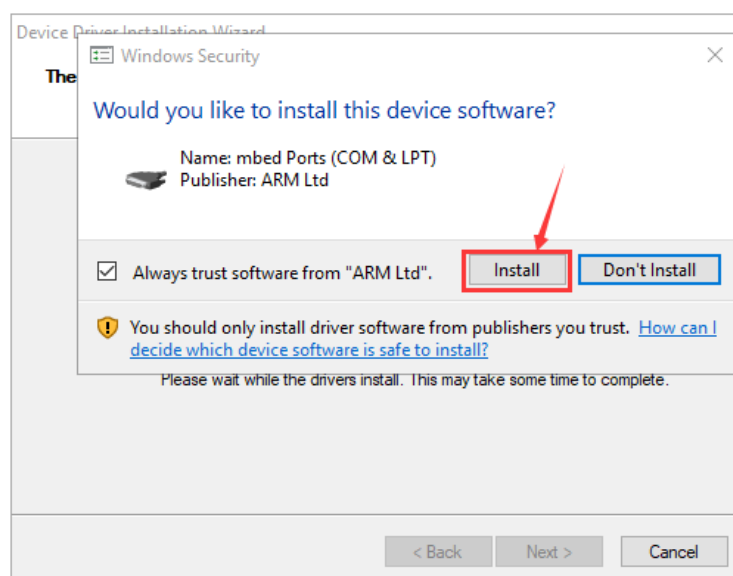 Device Driver Installation Wizard
Windows Security
The
Would you like to install this device software?
Name: mbed Ports (COM & LPT)
Publisher: ARM Ltd
Always trust software from "ARM Ltd".
Install
Don't Install
You should only install driver software from publishers you trust. How can I
decide which device software is safe to install?
Please wait while the drivers install. This may take some time to complete.
< Back
Next >
Cancel